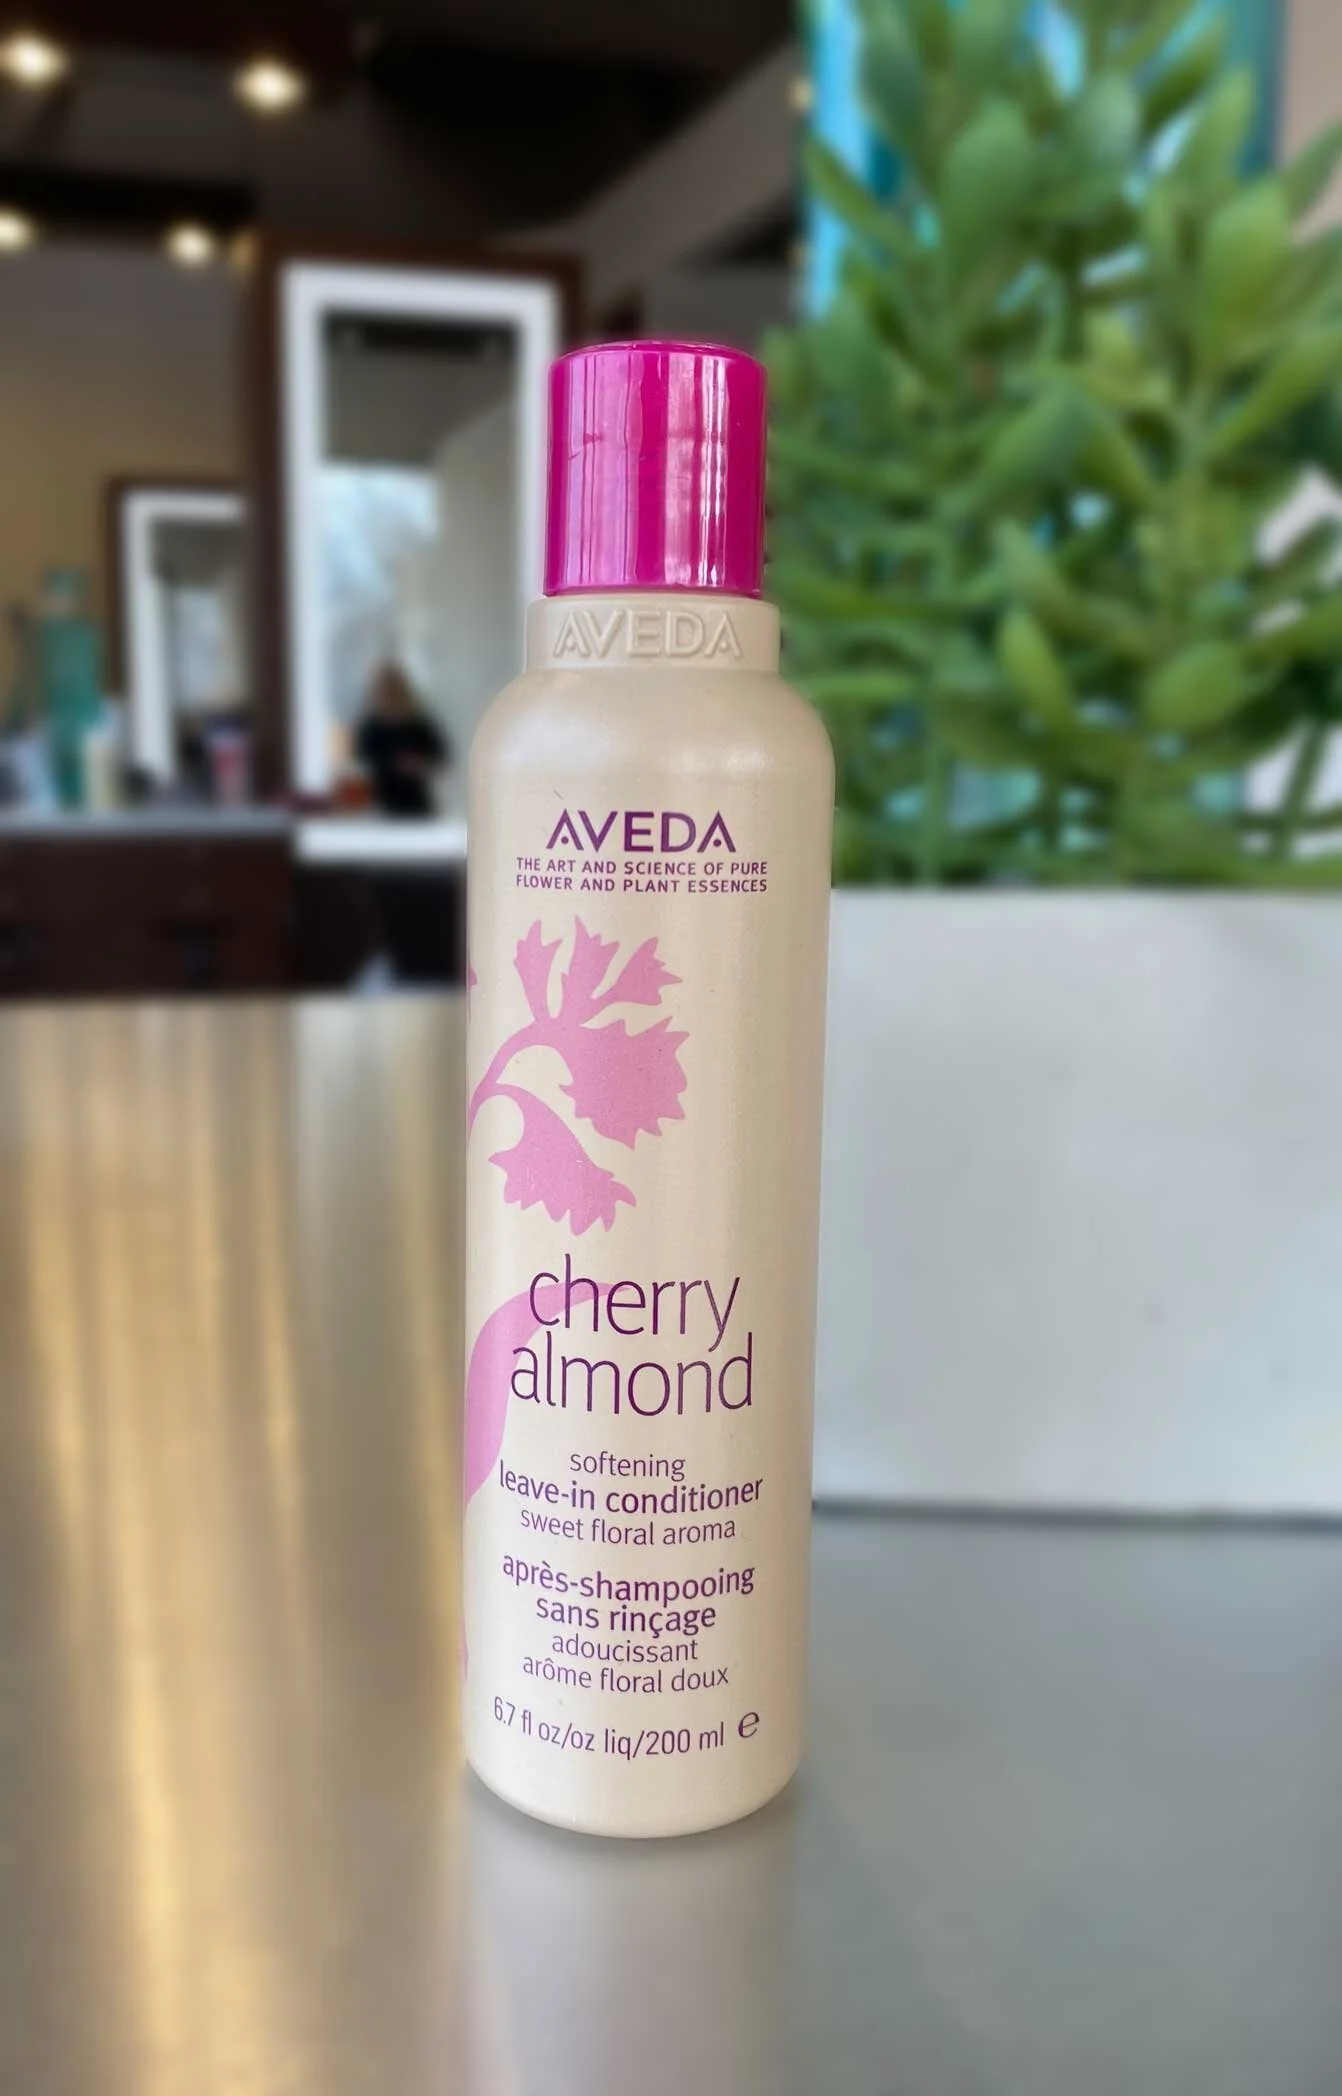 AVEDA
AVEDA
THE ART AND SCIENCE OF PURE
FLOWER AND PLANT ESSENCES
cherry
almond
softening
leave-in conditioner
sweet floral aroma
après-shampooing
sans rinçage
adoucissant
arôme floral doux
6.7 fl oz/oz liq/200 ml ℮